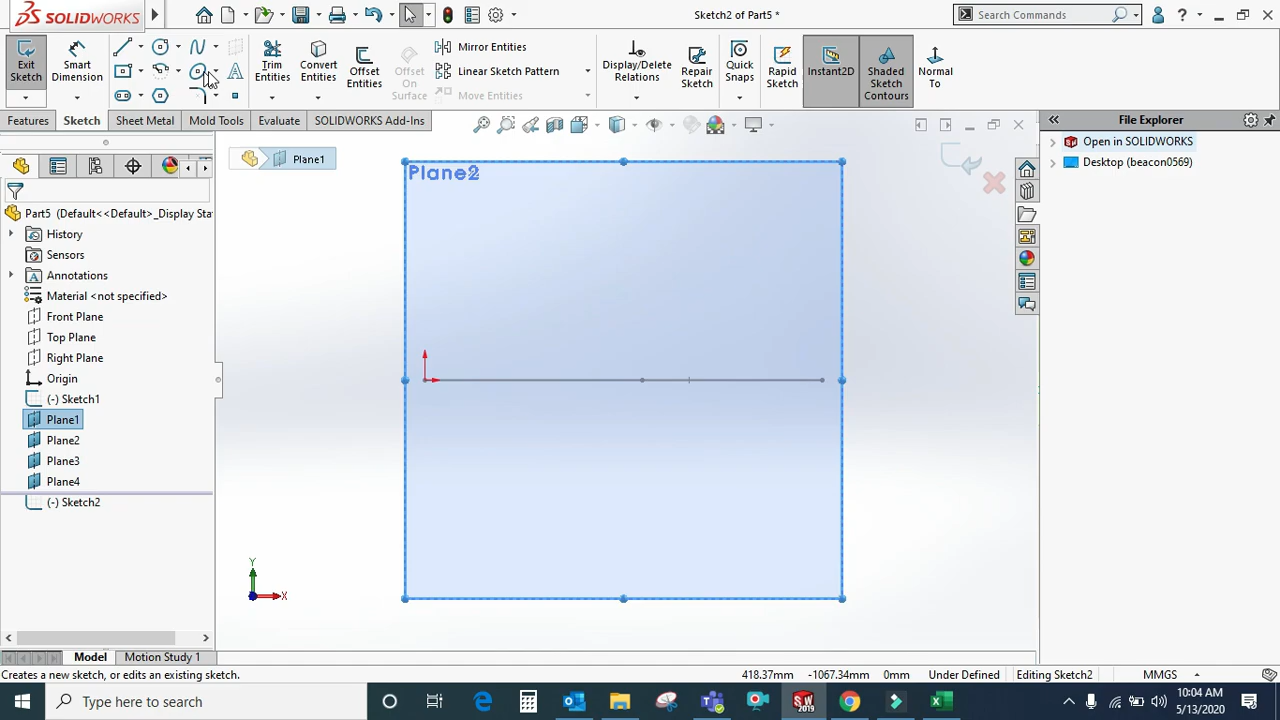 SOLIDWORKS
Sketch2 of Part5 *
Search Commands
?
Exit Sketch
Smart Dimension
Trim Entities
Convert Entities
Offset Entities
Offset On Surface
Mirror Entities
Linear Sketch Pattern
Move Entities
Display/Delete Relations
Repair Sketch
Quick Snaps
Rapid Sketch
Instant2D
Shaded Sketch Contours
Normal To
Features
Sketch
Sheet Metal
Mold Tools
Evaluate
SOLIDWORKS Add-Ins
File Explorer
Open in SOLIDWORKS
Desktop (beacon0569)
Plane1
Plane2
Part5 (Default<<Default>_Display Sta
History
Sensors
Annotations
Material <not specified>
Front Plane
Top Plane
Right Plane
Origin
(-) Sketch1
Plane1
Plane2
Plane3
Plane4
(-) Sketch2
Y
X
Model
Motion Study 1
Creates a new sketch, or edits an existing sketch.
418.37mm
-1067.34mm
0mm
Under Defined
Editing Sketch2
MMGS
Type here to search
SW
2019
10:04 AM
5/13/2020